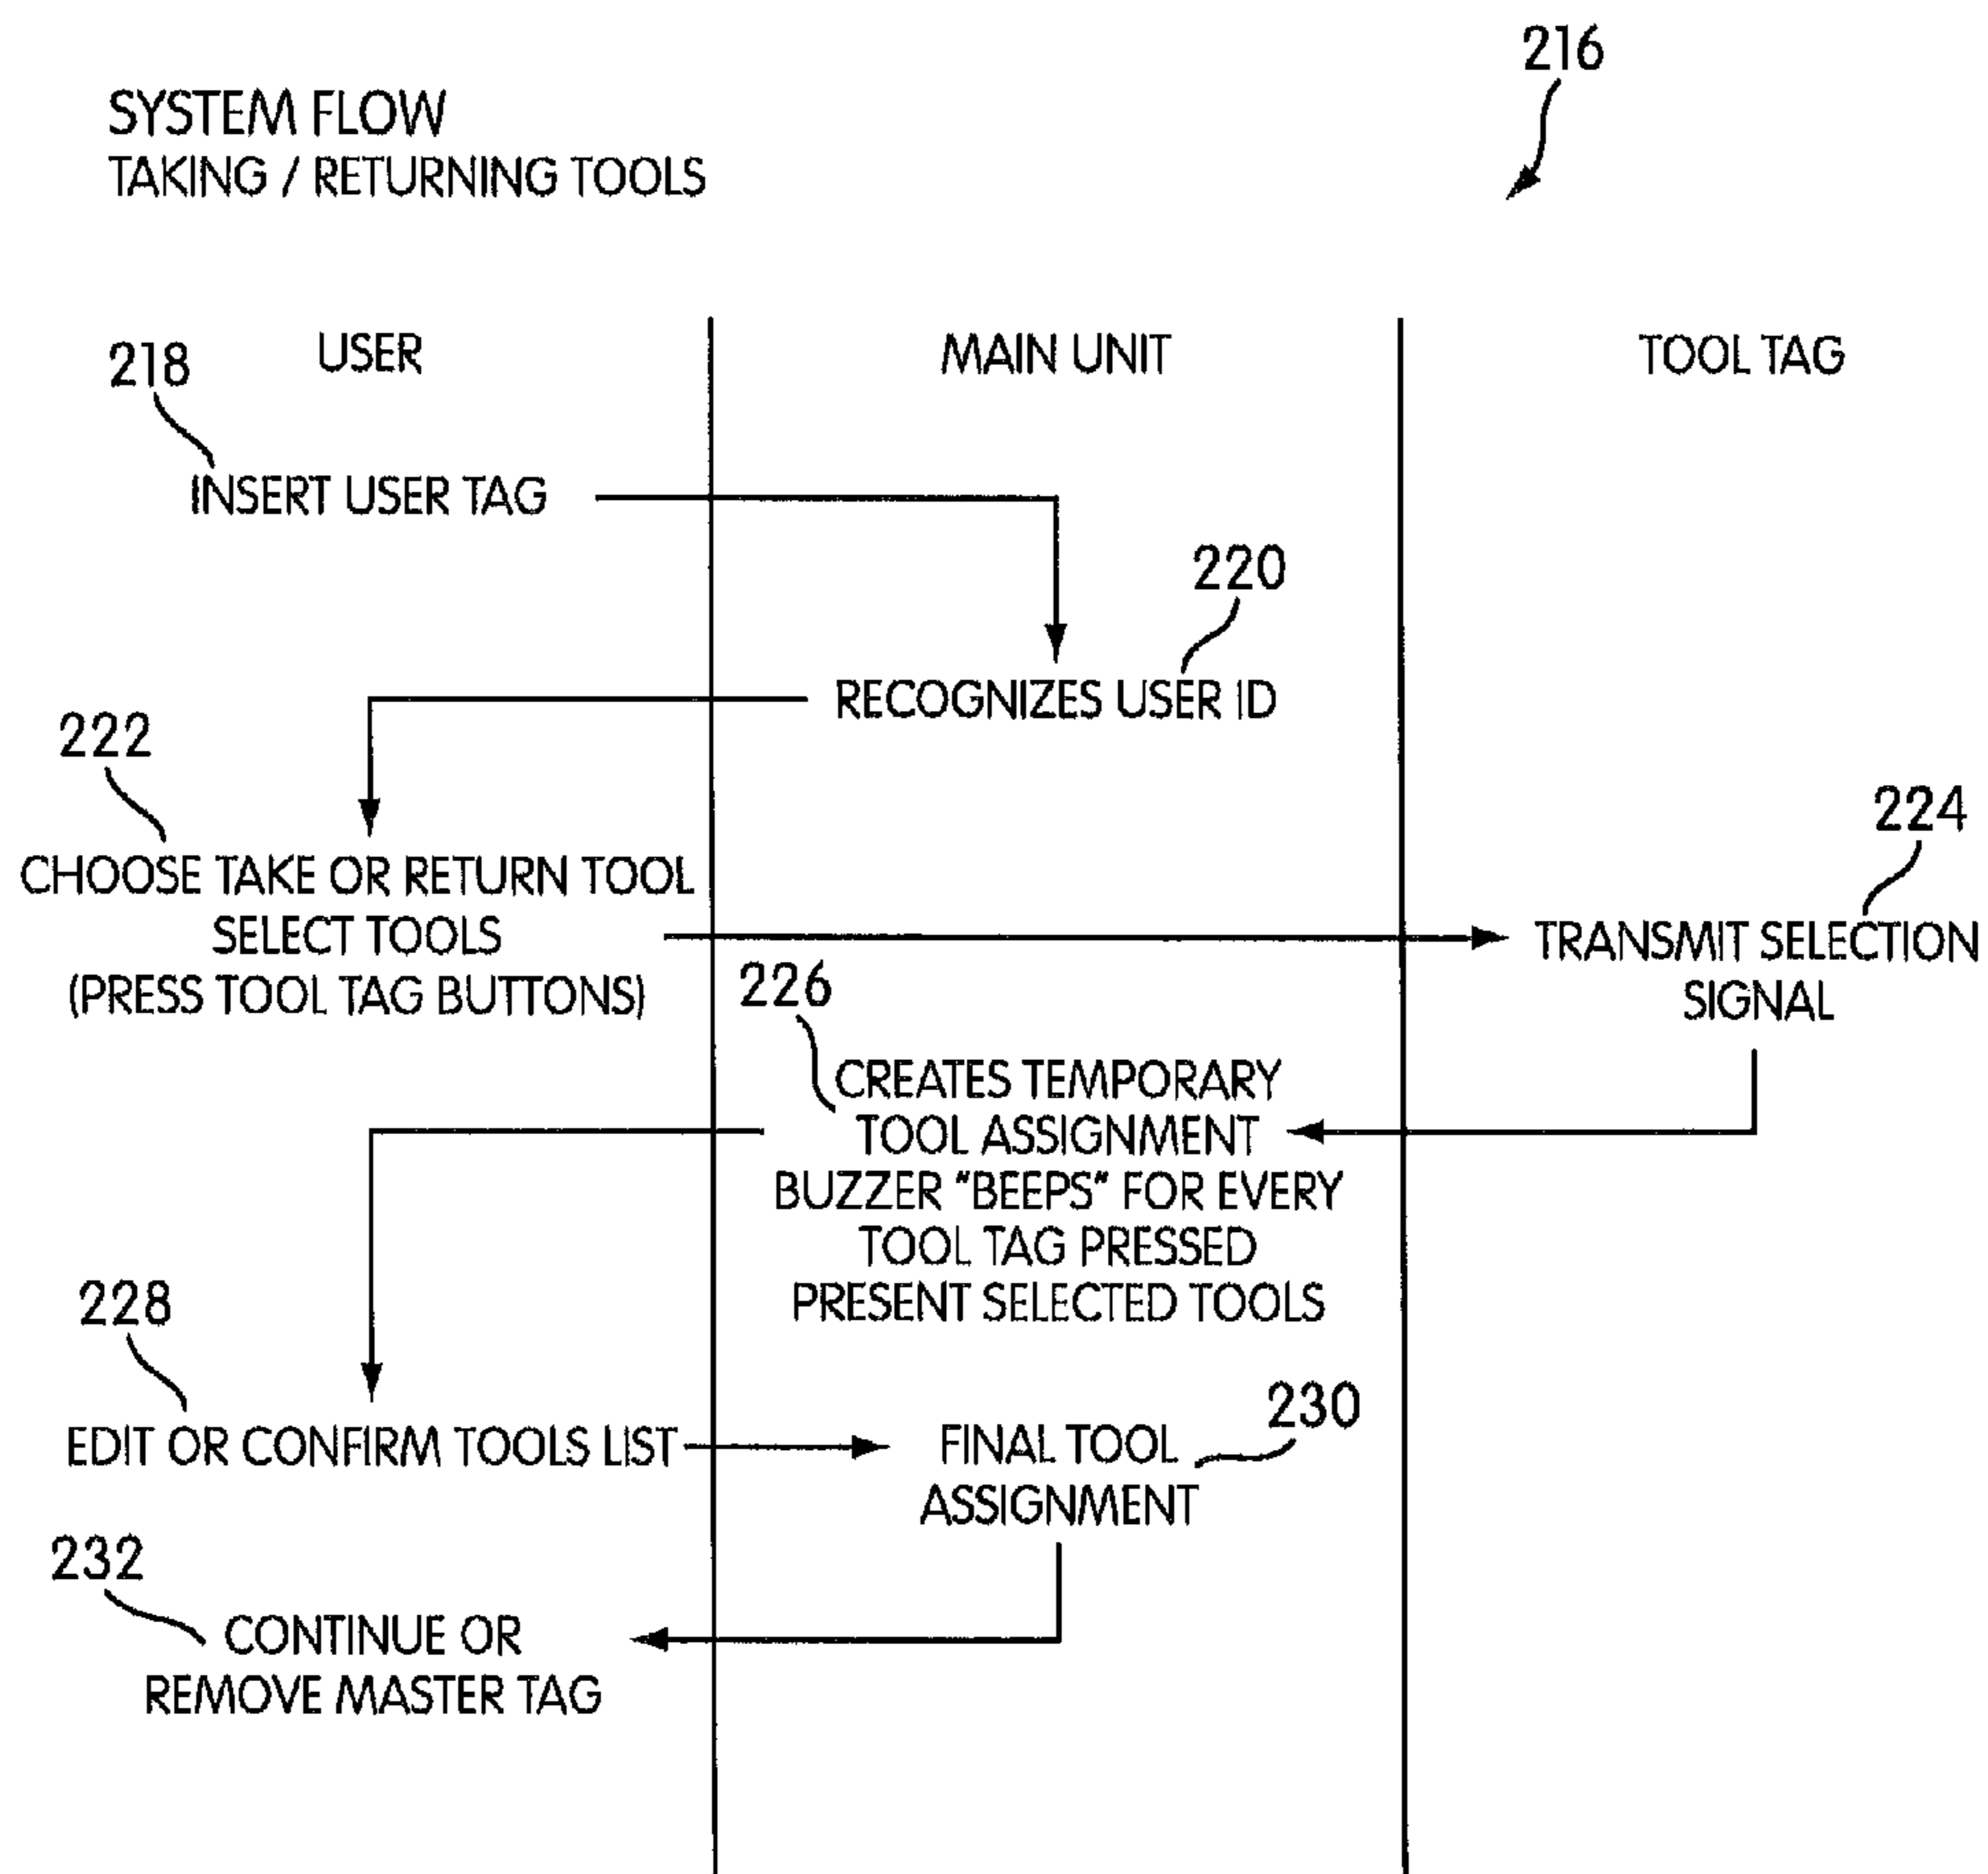 216
SYSTEM FLOW
TAKING / RETURNING TOOLS
USER
MAIN UNIT
TOOL TAG
218
INSERT USER TAG
220
RECOGNIZES USER ID
222
CHOOSE TAKE OR RETURN TOOL
SELECT TOOLS
(PRESS TOOL TAG BUTTONS)
224
TRANSMIT SELECTION
SIGNAL
226
CREATES TEMPORARY
TOOL ASSIGNMENT
BUZZER "BEEPS" FOR EVERY
TOOL TAG PRESSED
PRESENT SELECTED TOOLS
228
EDIT OR CONFIRM TOOLS LIST
230
FINAL TOOL
ASSIGNMENT
232
CONTINUE OR
REMOVE MASTER TAG